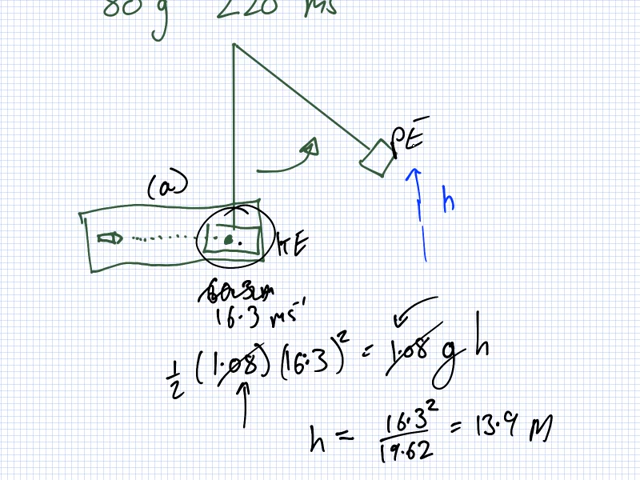 80 g 220 ms
PE
(a)
h
KE
16.3 ms⁻¹
½ (1.08) (16.3)² = 1.08 g h
h = 16.3² / 19.62 = 13.9 M